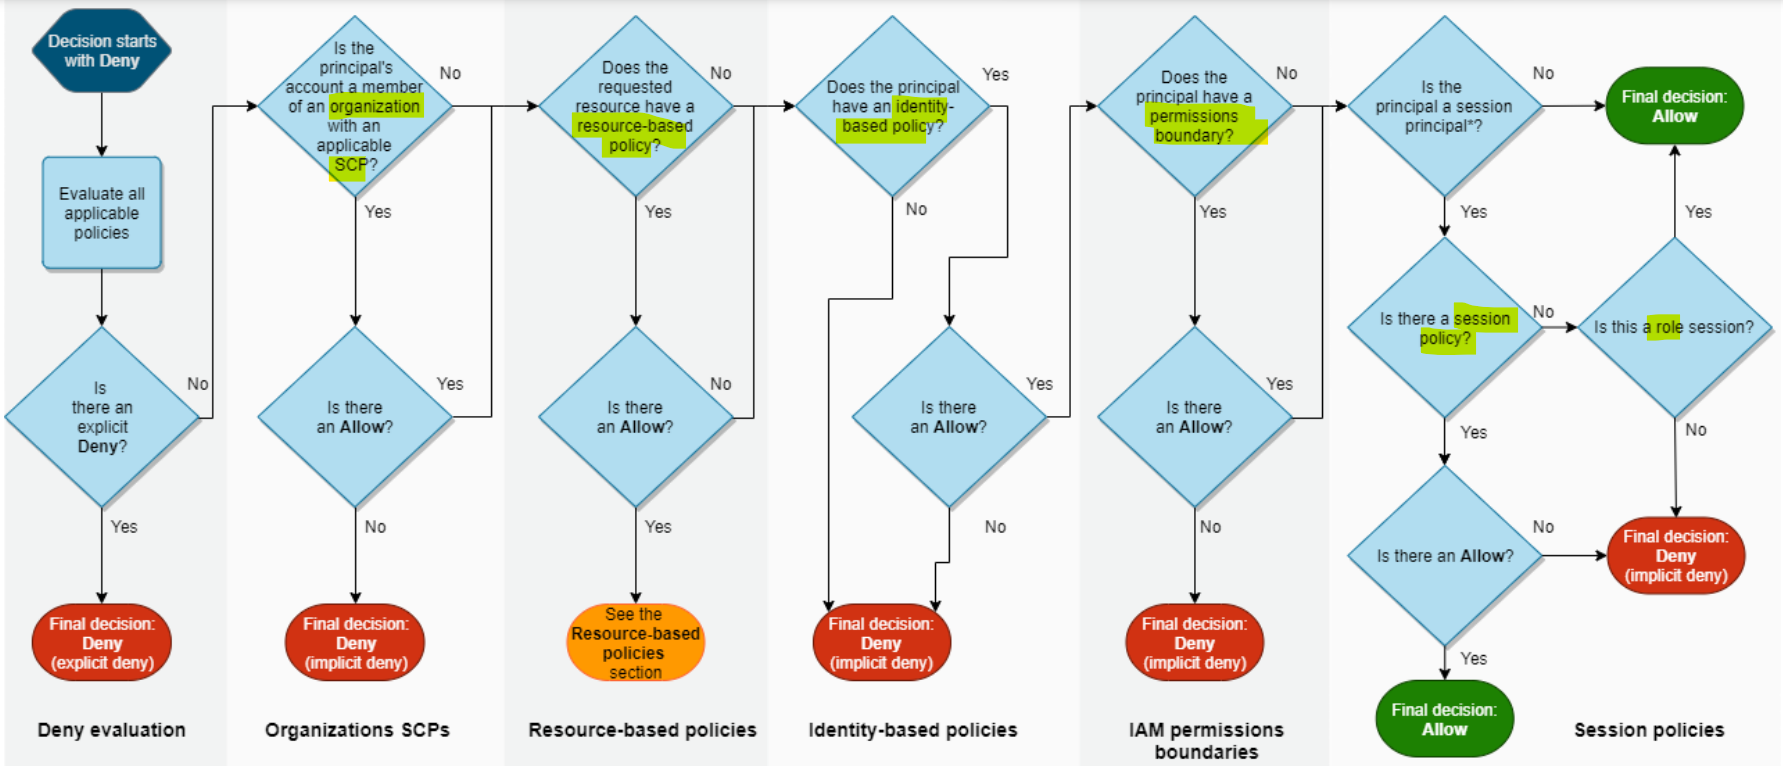 Decision starts
with Deny
Evaluate all
applicable
policies
Is
there an
explicit
Deny?
No
Yes
Final decision:
Deny
(explicit deny)
Deny evaluation
Is the
principal's
account a member
of an organization
with an
applicable
SCP?
No
Yes
Is there
an Allow?
Yes
No
Final decision:
Deny
(implicit deny)
Organizations SCPs
Does the
requested
resource have a
resource-based
policy?
No
Yes
Is there
an Allow?
No
Yes
See the
Resource-based
policies
section
Resource-based policies
Does the principal
have an identity-
based policy?
Yes
No
Is there
an Allow?
Yes
No
Final decision:
Deny
(implicit deny)
Identity-based policies
Does the
principal have a
permissions
boundary?
No
Yes
Is there
an Allow?
Yes
No
Final decision:
Deny
(implicit deny)
IAM permissions
boundaries
Is the
principal a session
principal*?
No
Final decision:
Allow
Yes
Yes
Is there a session
policy?
No
Is this a role session?
Yes
No
Is there an Allow?
No
Final decision:
Deny
(implicit deny)
Yes
Final decision:
Allow
Session policies